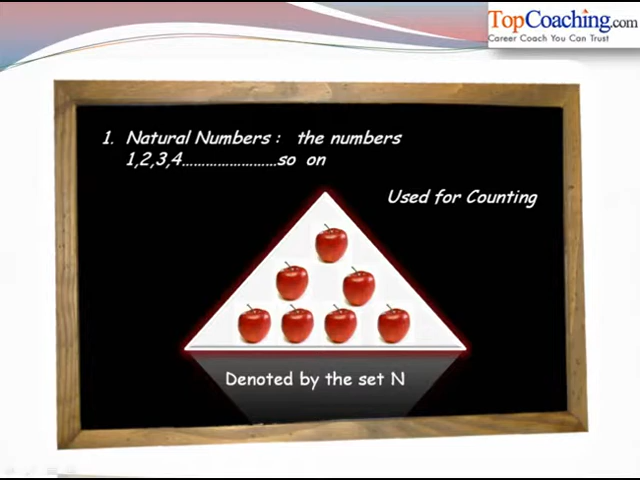 TopCoaching.com
Career Coach You Can Trust
1. Natural Numbers : the numbers
1,2,3,4........................so on
Used for Counting
Denoted by the set N